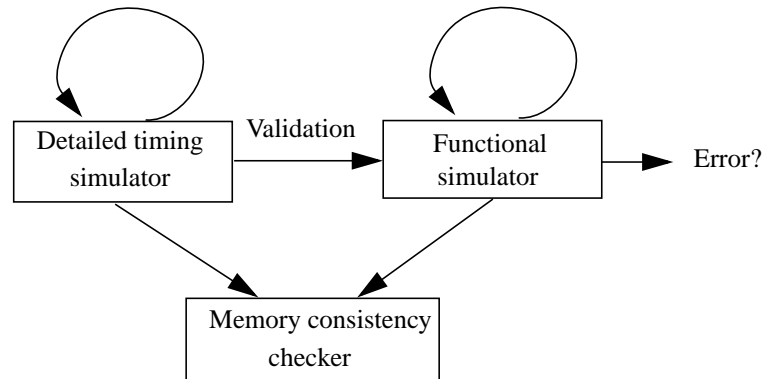 Validation
Detailed timing
simulator
Functional
simulator
Error?
Memory consistency
checker